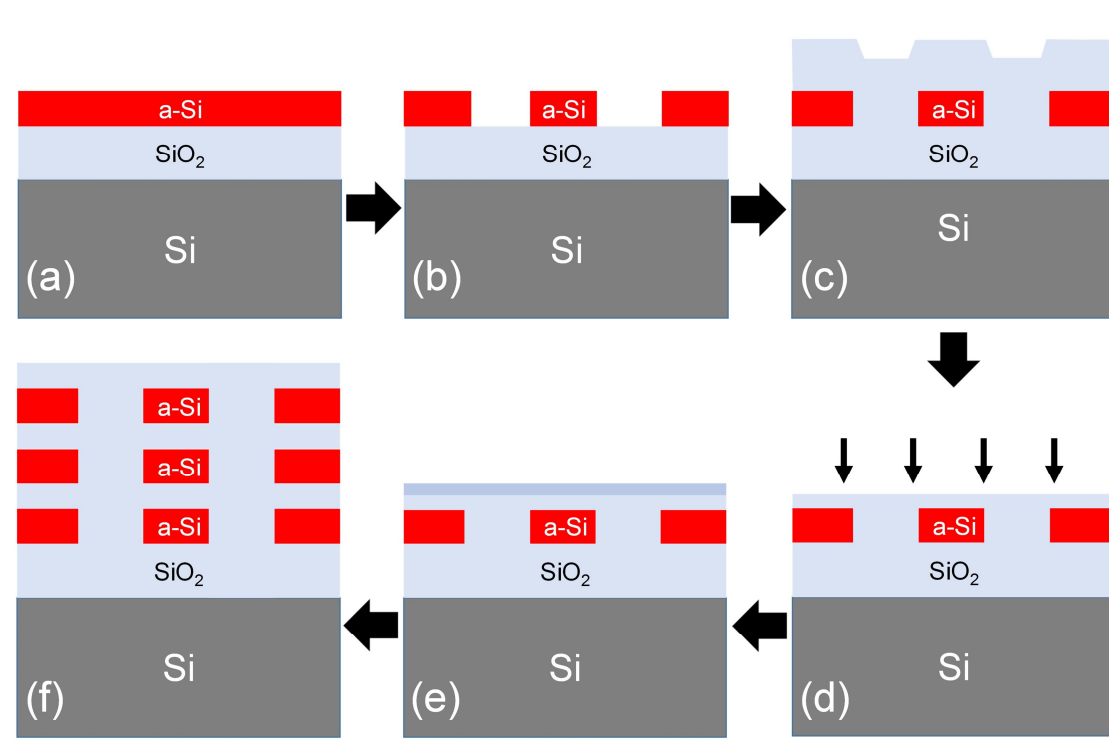 a-Si
SiO₂
Si
(a)
a-Si
SiO₂
Si
(b)
a-Si
SiO₂
Si
(c)
a-Si
a-Si
a-Si
SiO₂
Si
(f)
a-Si
SiO₂
Si
(e)
a-Si
SiO₂
Si
(d)